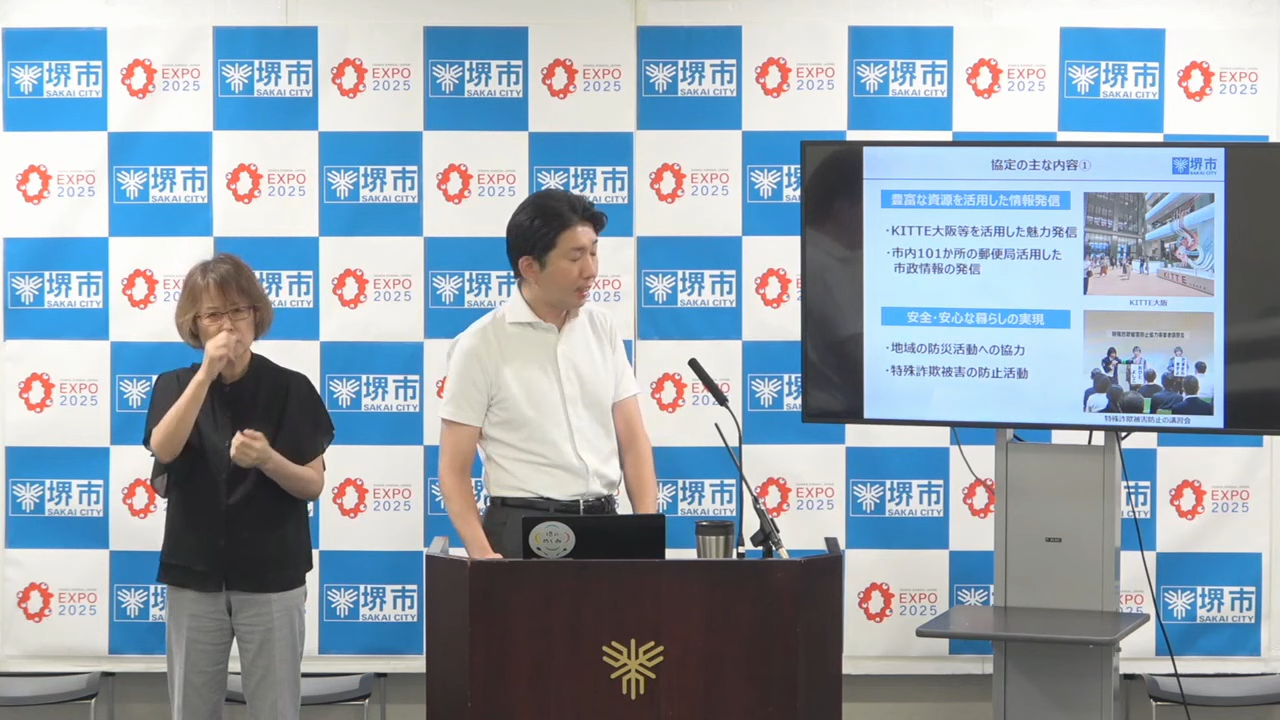 堺市
SAKAI CITY
EXPO
2025
協定の主な内容①
堺市
SAKAI CITY
豊富な資源を活用した情報発信
・KITTE大阪等を活用した魅力発信
・市内101か所の郵便局活用した
市政情報の発信
KITTE大阪
安全・安心な暮らしの実現
・地域の防災活動への協力
・特殊詐欺被害の防止活動
特殊詐欺被害防止の講習会